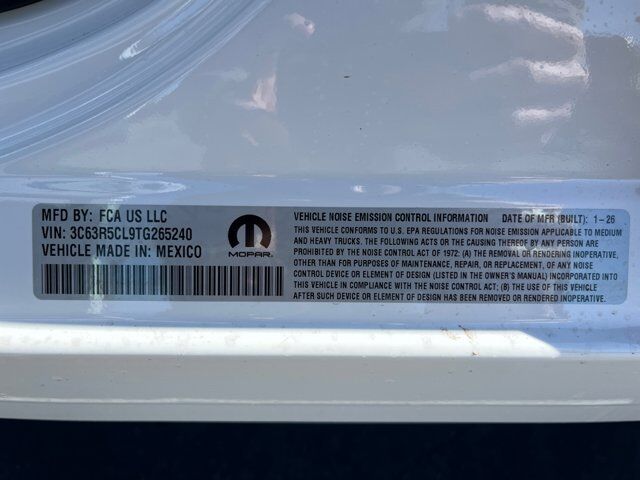 MFD BY: FCA US LLC
VIN: 3C63R5CL9TG265240
VEHICLE MADE IN: MEXICO
MOPAR
VEHICLE NOISE EMISSION CONTROL INFORMATION DATE OF MFR (BUILT): 1-26
THIS VEHICLE CONFORMS TO U.S. EPA REGULATIONS FOR NOISE EMISSION APPLICABLE TO MEDIUM
AND HEAVY TRUCKS. THE FOLLOWING ACTS OR THE CAUSING THEREOF BY ANY PERSON ARE
PROHIBITED BY THE NOISE CONTROL ACT OF 1972: (A) THE REMOVAL OR RENDERING INOPERATIVE,
OTHER THAN FOR PURPOSES OF MAINTENANCE, REPAIR, OR REPLACEMENT, OF ANY NOISE
CONTROL DEVICE OR ELEMENT OF DESIGN (LISTED IN THE OWNER'S MANUAL) INCORPORATED INTO
THIS VEHICLE IN COMPLIANCE WITH THE NOISE CONTROL ACT; (B) THE USE OF THIS VEHICLE
AFTER SUCH DEVICE OR ELEMENT OF DESIGN HAS BEEN REMOVED OR RENDERED INOPERATIVE.